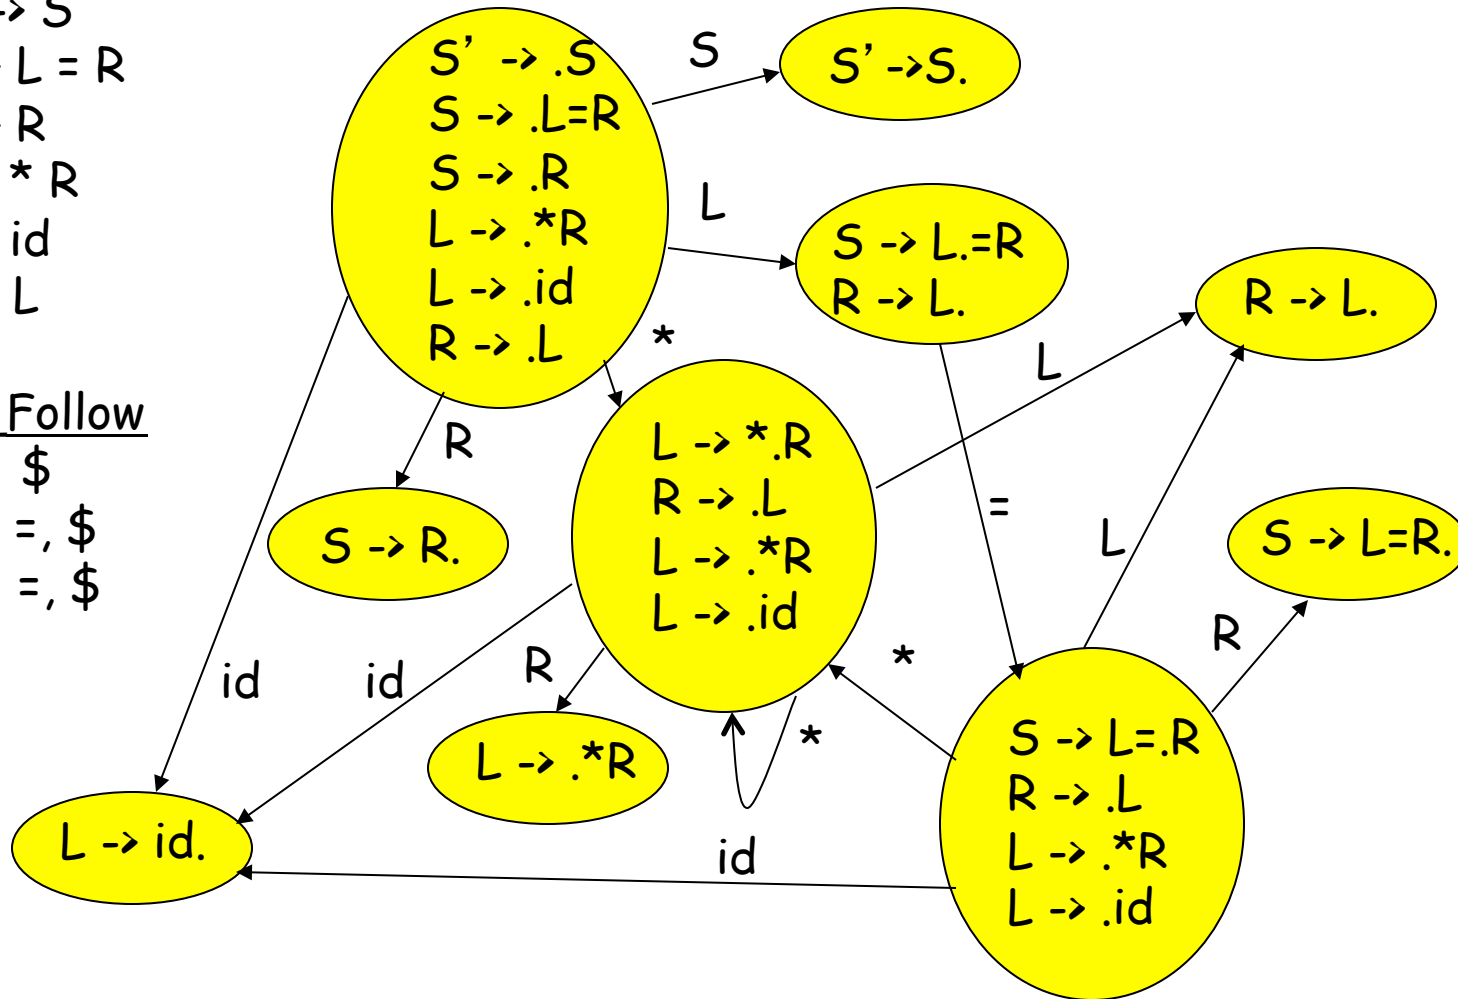 -> S
L = R
R
* R
id
L
Follow
$
=, $
=, $
S' -> .S
S -> .L=R
S -> .R
L -> .*R
L -> .id
R -> .L
S
S' ->S.
L
S -> L.=R
R -> L.
R -> L.
*
L
R
L -> *.R
R -> .L
L -> .*R
L -> .id
=
L
S -> R.
S -> L=R.
R
id
id
R
*
*
L -> .*R
S -> L=.R
R -> .L
L -> .*R
L -> .id
L -> id.
id